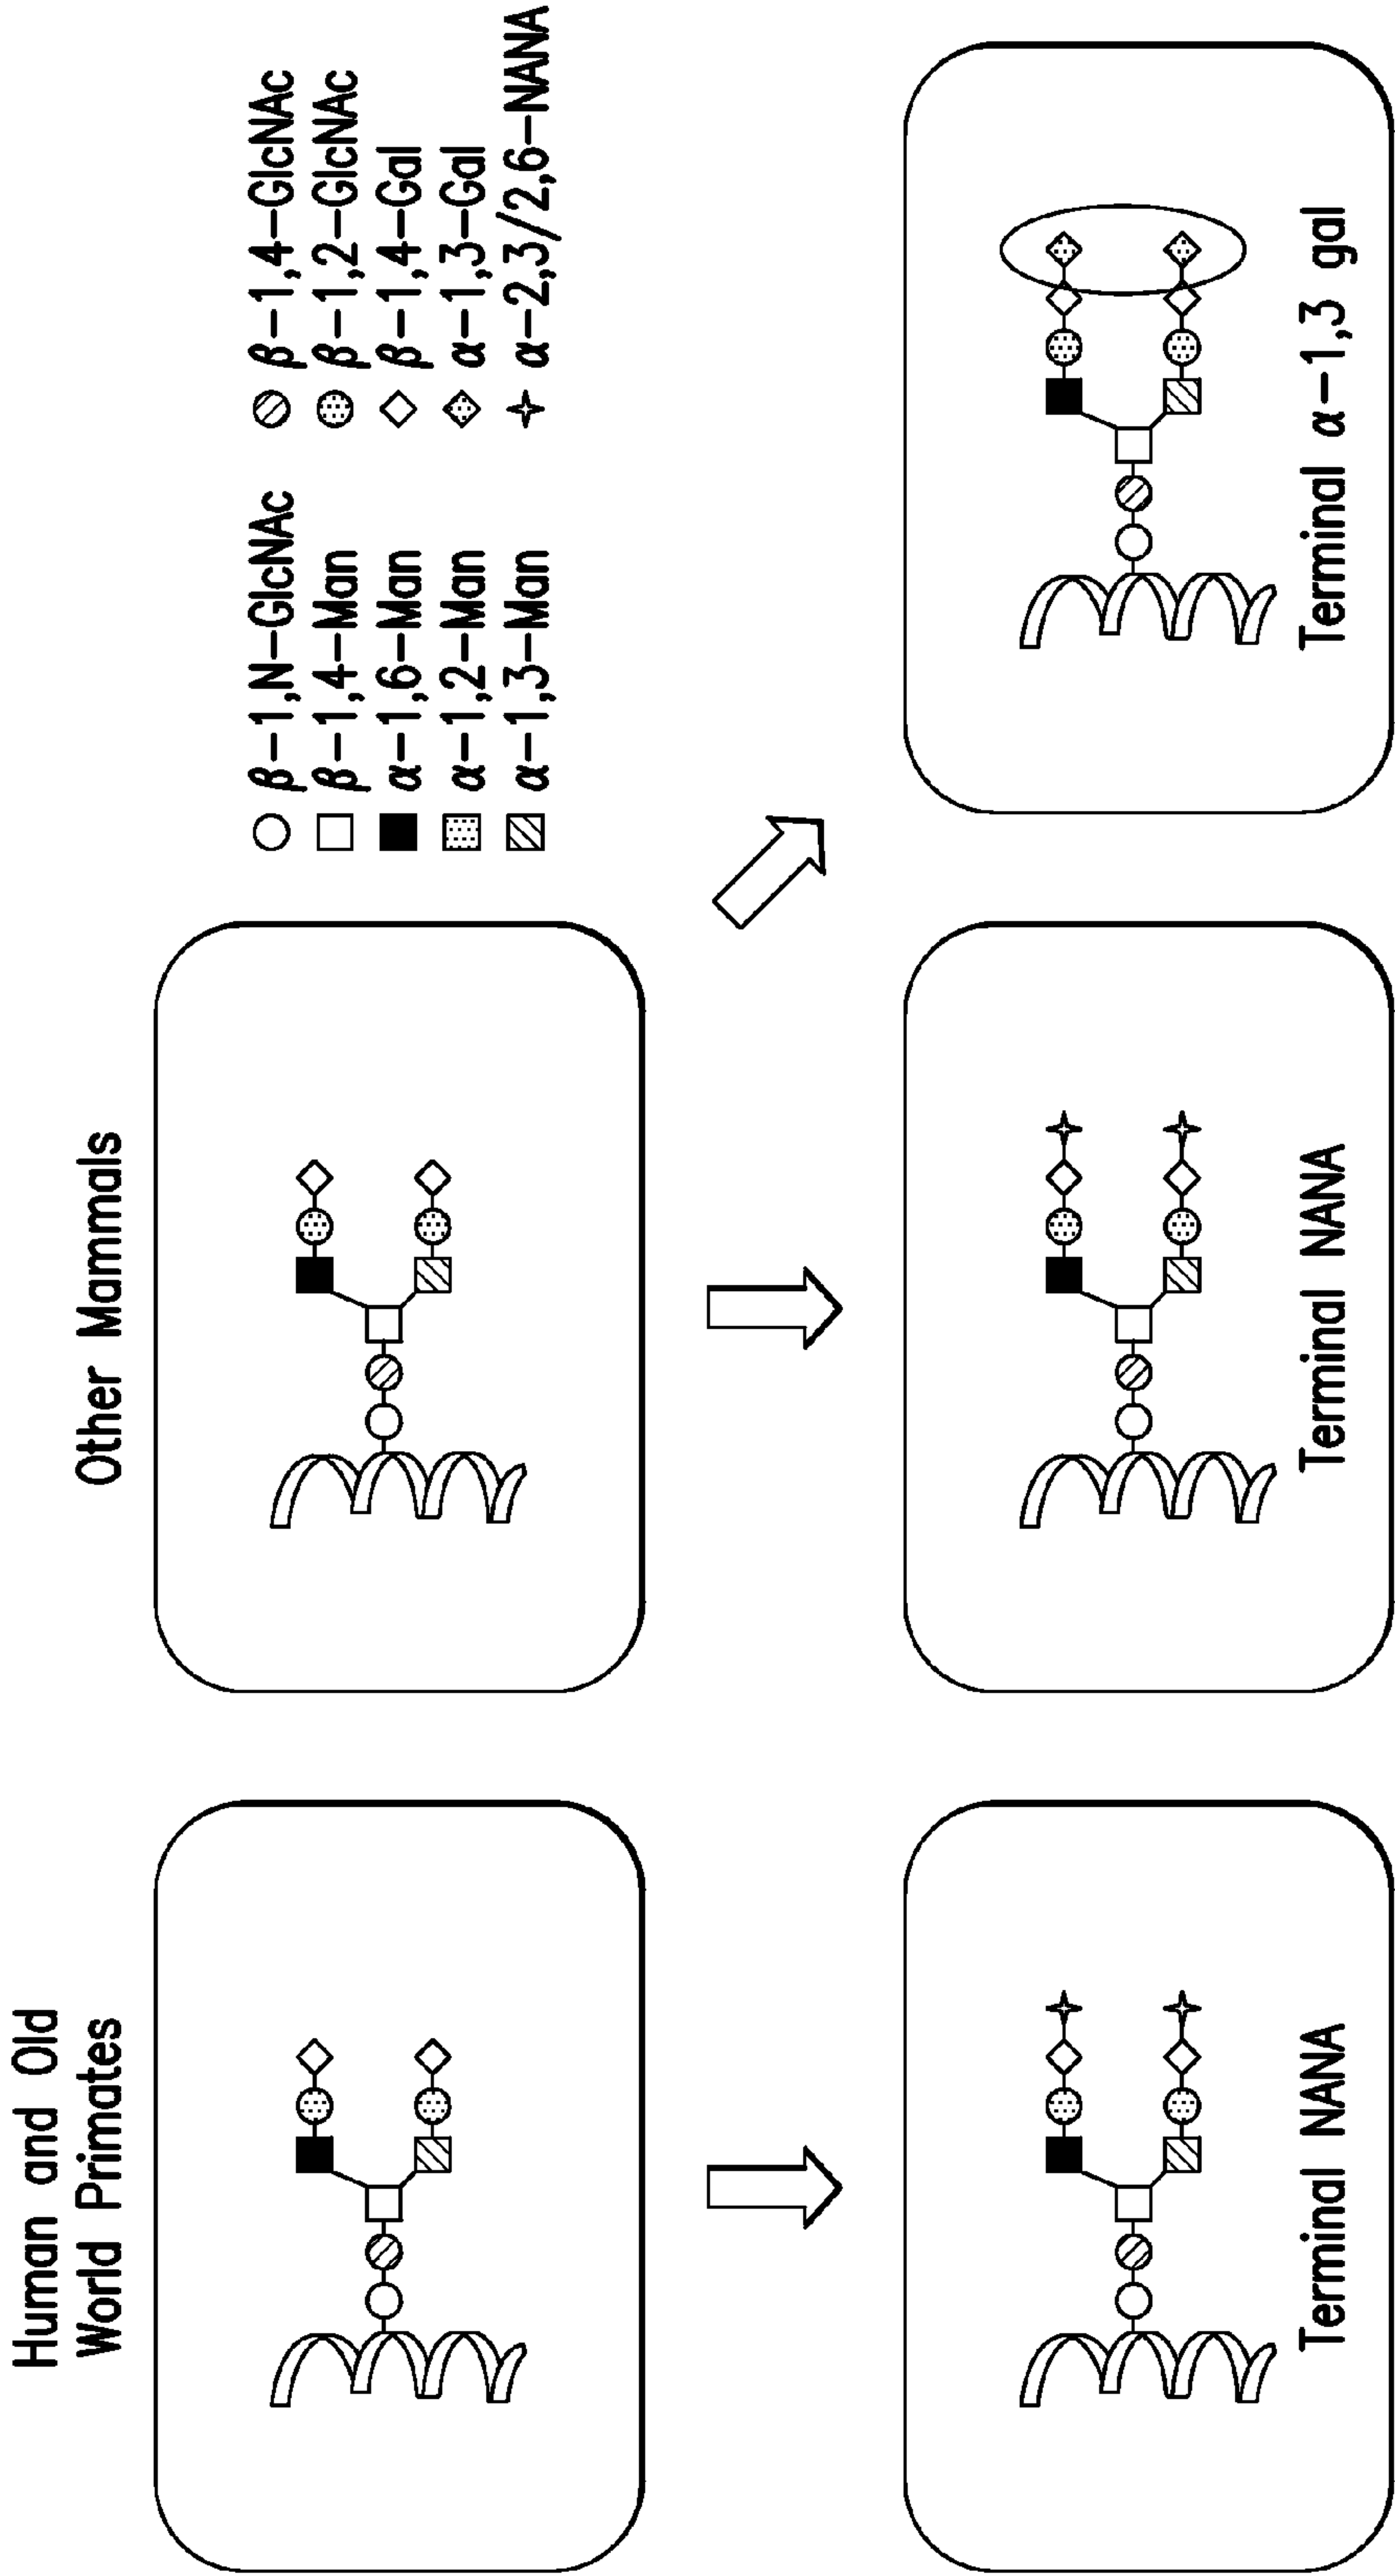 Human and Old
World Primates
Other Mammals
β-1,N-GlcNAc
β-1,4-Man
α-1,6-Man
α-1,2-Man
α-1,3-Man
β-1,4-GlcNAc
β-1,2-GlcNAc
β-1,4-Gal
α-1,3-Gal
α-2,3/2,6-NANA
Terminal NANA
Terminal NANA
Terminal α-1,3 gal